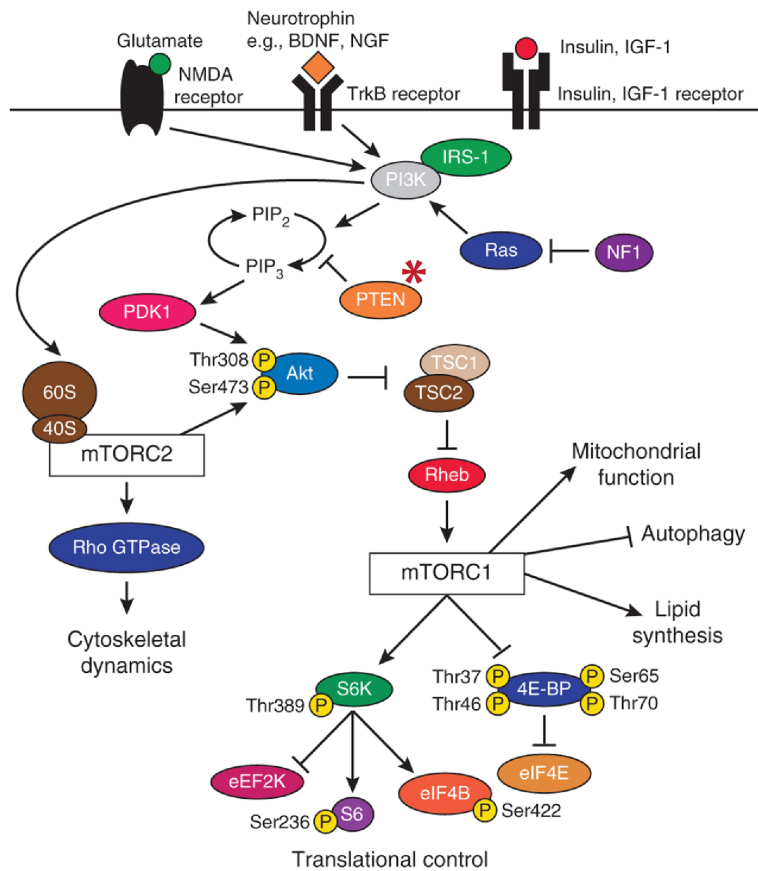 Glutamate
NMDA
receptor
Neurotrophin
e.g., BDNF, NGF
TrkB receptor
Insulin, IGF-1
Insulin, IGF-1 receptor
IRS-1
PI3K
PIP2
PIP3
Ras
NF1
PTEN
*
PDK1
Thr308
P
Ser473
P
Akt
TSC1
TSC2
60S
40S
mTORC2
Rheb
Mitochondrial
function
Rho GTPase
mTORC1
Autophagy
Lipid
synthesis
Cytoskeletal
dynamics
Thr389
P
S6K
Thr37
P
Thr46
P
4E-BP
P
Ser65
P
Thr70
eEF2K
Ser236
P
S6
eIF4B
P
Ser422
eIF4E
Translational control